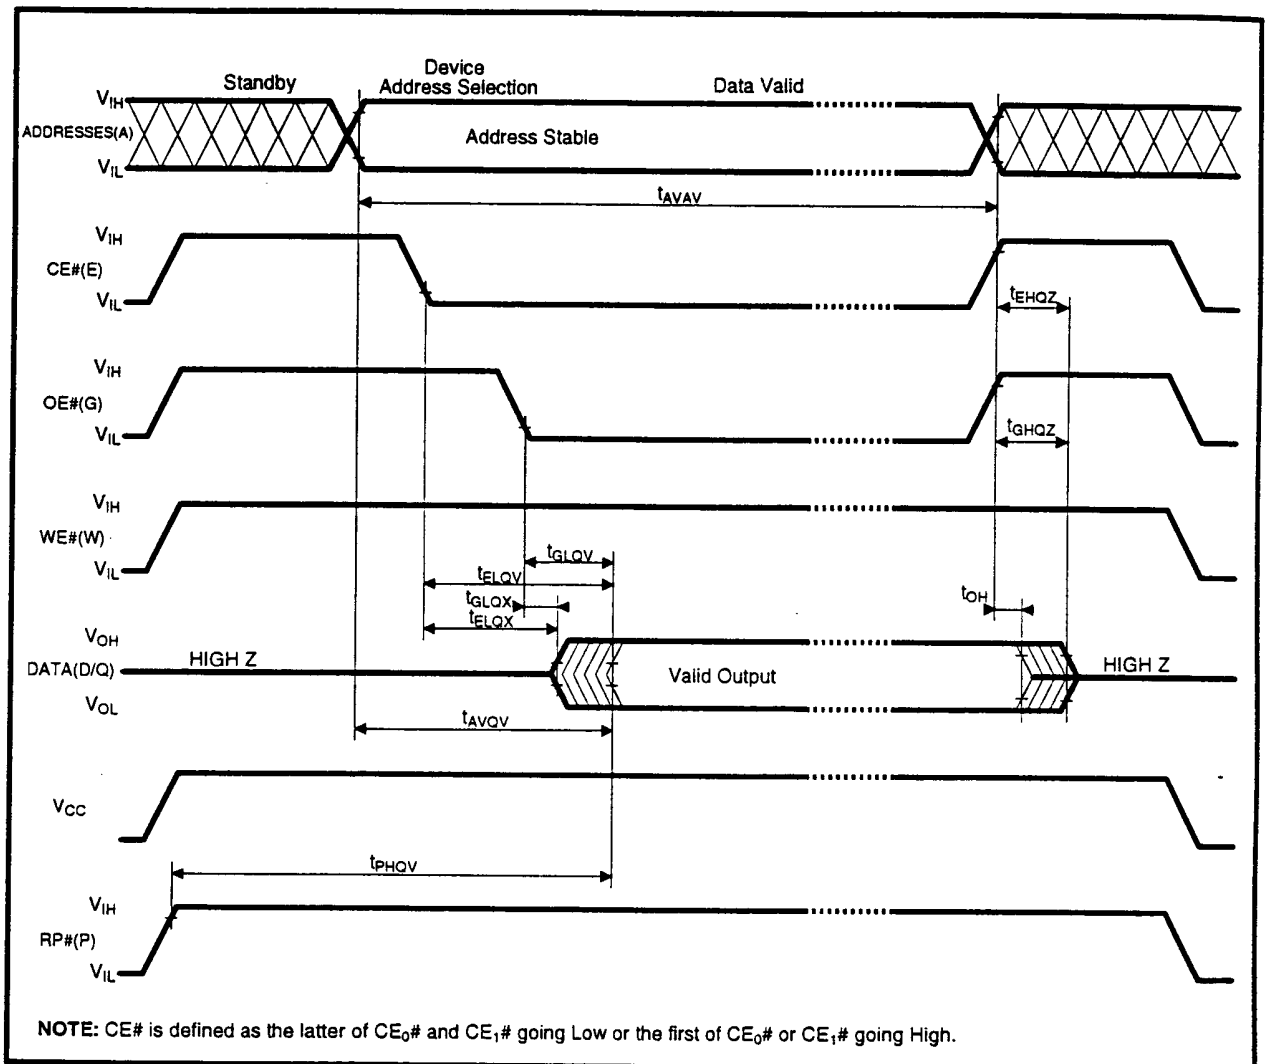 Standby
Device
Address Selection
Data Valid
VIH
ADDRESSES(A)
VIL
Address Stable
tAVAV
VIH
CE#(E)
VIL
tEHQZ
VIH
OE#(G)
VIL
tGHQZ
VIH
WE#(W)
VIL
tGLQV
tELQV
tGLQX
tELQX
tOH
VOH
DATA(D/Q)
VOL
HIGH Z
Valid Output
HIGH Z
tAVQV
VCC
tPHQV
VIH
RP#(P)
VIL
NOTE: CE# is defined as the latter of CE0# and CE1# going Low or the first of CE0# or CE1# going High.